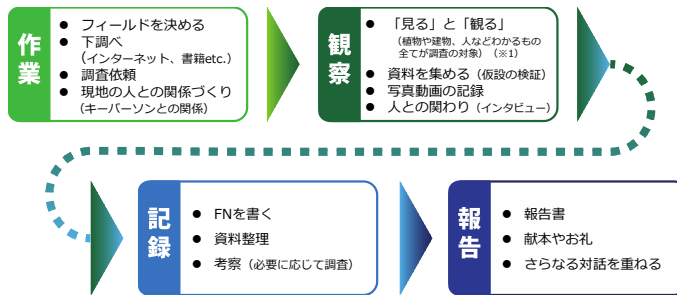 作業
● フィールドを決める
● 下調べ
（インターネット、書籍etc.）
● 調査依頼
● 現地の人との関係づくり
（キーパーソンとの関係）
観察
● 「見る」と「観る」
（植物や建物、人などわかるもの
全てが調査の対象）（※1）
● 資料を集める（仮設の検証）
● 写真動画の記録
● 人との関わり（インタビュー）
記録
● FNを書く
● 資料整理
● 考察（必要に応じて調査）
報告
● 報告書
● 献本やお礼
● さらなる対話を重ねる